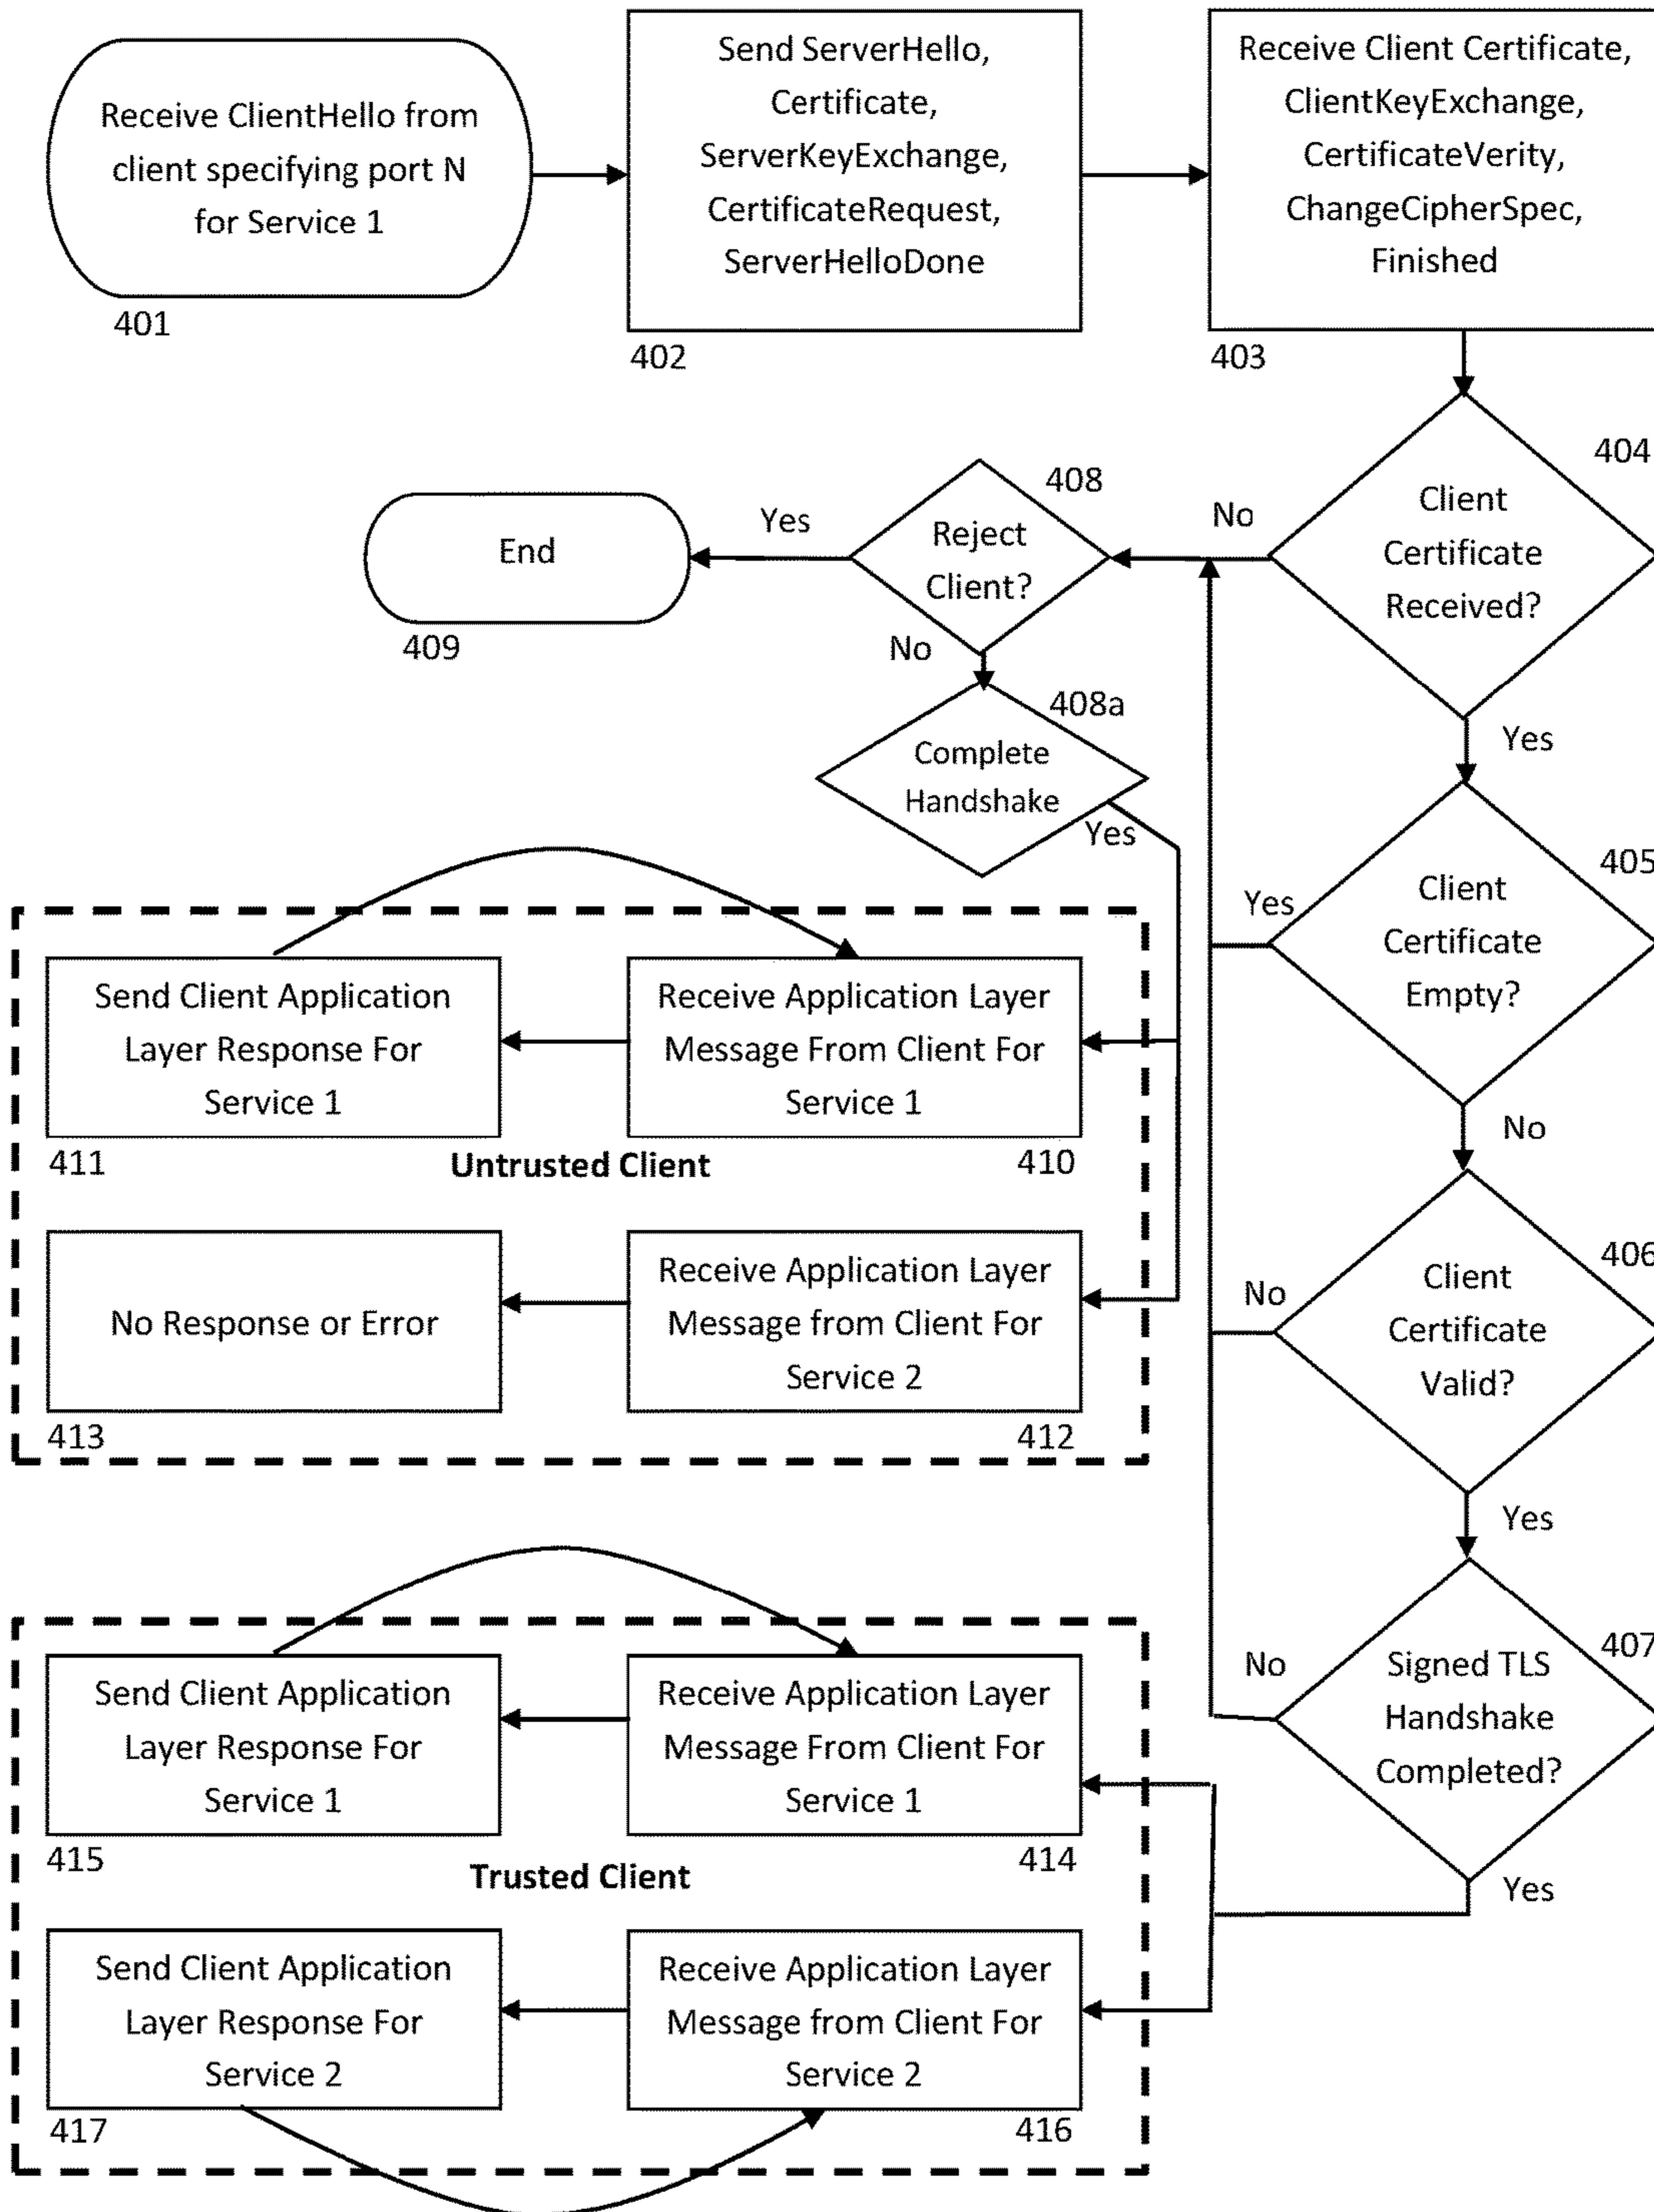 Receive ClientHello from
client specifying port N
for Service 1
401
Send ServerHello,
Certificate,
ServerKeyExchange,
CertificateRequest,
ServerHelloDone
402
Receive Client Certificate,
ClientKeyExchange,
CertificateVerity,
ChangeCipherSpec,
Finished
403
404
Client
Certificate
Received?
No
Yes
408
Reject
Client?
Yes
No
End
409
408a
Complete
Handshake
Yes
405
Client
Certificate
Empty?
Yes
No
406
Client
Certificate
Valid?
No
Yes
407
Signed TLS
Handshake
Completed?
No
Yes
Send Client Application
Layer Response For
Service 1
411
Receive Application Layer
Message From Client For
Service 1
410
Untrusted Client
No Response or Error
413
Receive Application Layer
Message from Client For
Service 2
412
Send Client Application
Layer Response For
Service 1
415
Receive Application Layer
Message From Client For
Service 1
414
Trusted Client
Send Client Application
Layer Response For
Service 2
417
Receive Application Layer
Message from Client For
Service 2
416